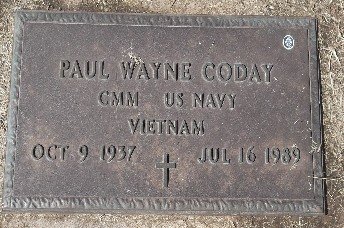 PAUL WAYNE CODAY
CMM US NAVY
VIETNAM
OCT 9 1937 JUL 16 1989